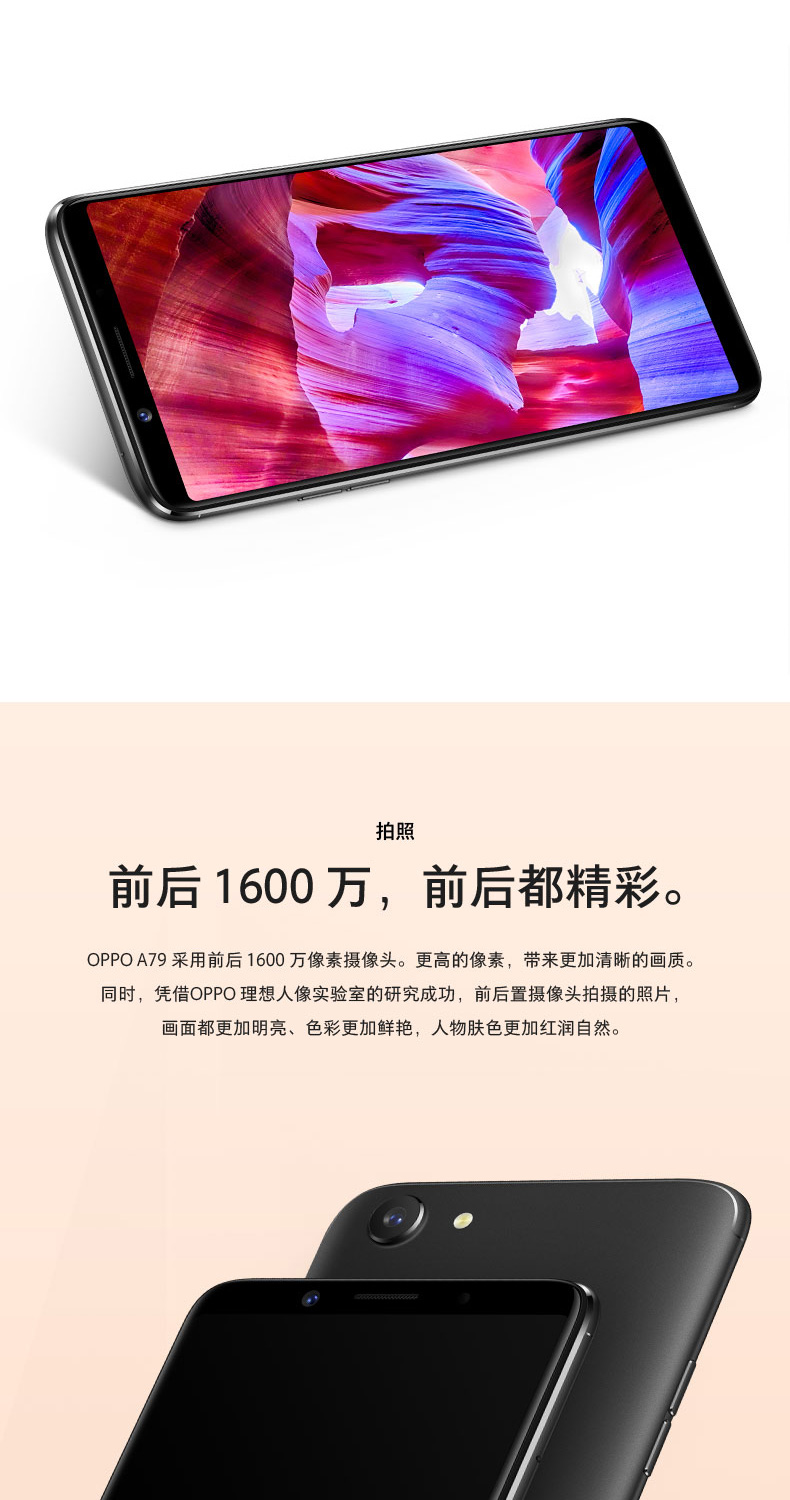 拍照
前后 1600 万，前后都精彩。
OPPO A79 采用前后 1600 万像素摄像头。更高的像素，带来更加清晰的画质。
同时，凭借OPPO 理想人像实验室的研究成功，前后置摄像头拍摄的照片，
画面都更加明亮、色彩更加鲜艳，人物肤色更加红润自然。